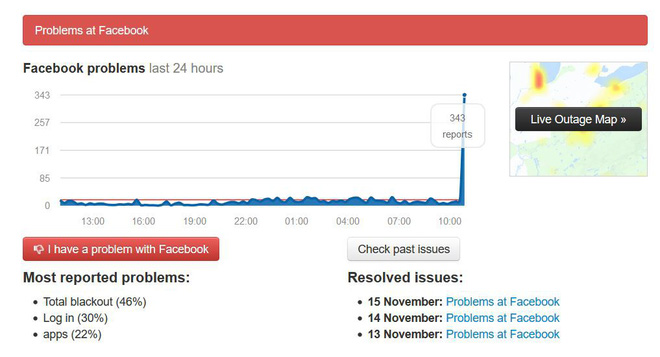 Problems at Facebook
Facebook problems last 24 hours
343
257
171
85
0
343
reports
13:00 16:00 19:00 22:00 01:00 04:00 07:00 10:00
Live Outage Map »
I have a problem with Facebook
Check past issues
Most reported problems:
• Total blackout (46%)
• Log in (30%)
• apps (22%)
Resolved issues:
• 15 November: Problems at Facebook
• 14 November: Problems at Facebook
• 13 November: Problems at Facebook